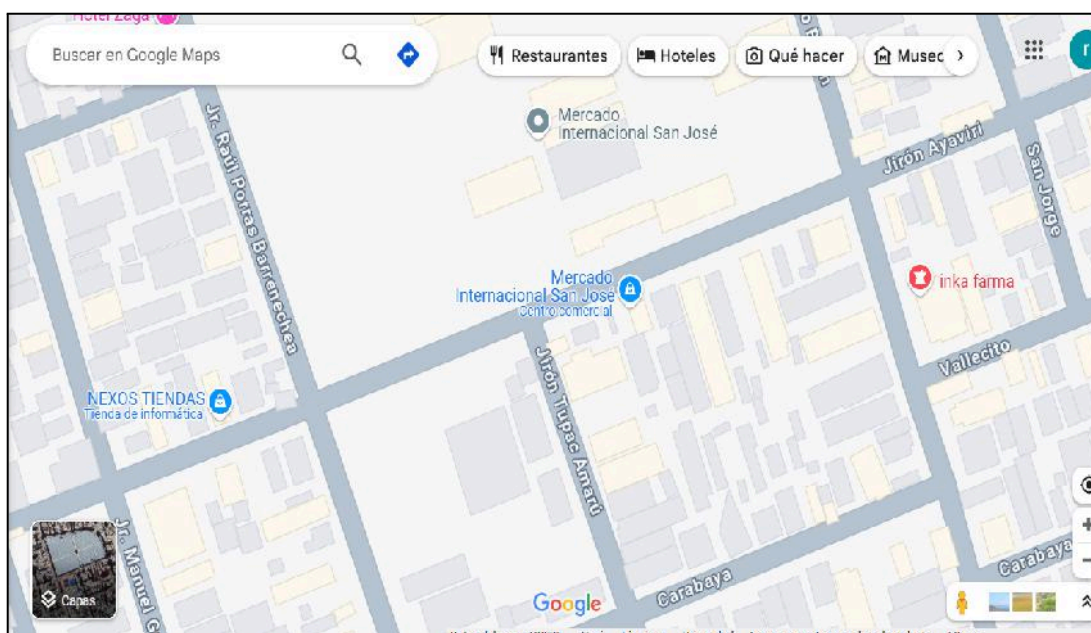 Hotel Zaga
Buscar en Google Maps
Restaurantes
Hoteles
Qué hacer
Museo
r
Mercado
Internacional San José
Jirón Ayaviri
San Jorge
Jr. Raúl Porras Barrenechea
Mercado
Internacional San José
Centro comercial
inka farma
Vallecito
Jirón Tupac Amarú
NEXOS TIENDAS
Tienda de informática
Jr. Manuel G
Capas
Google
Carabaya
Carabaya